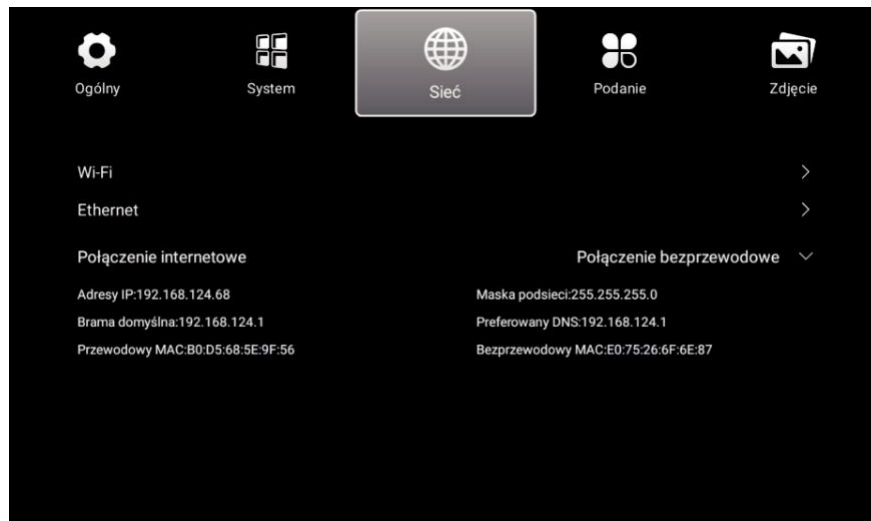 Ogólny System Sieć Podanie Zdjęcie
Wi-Fi
Ethernet
Połączenie internetowe Połączenie bezprzewodowe
Adresy IP:192.168.124.68 Maska podsieci:255.255.255.0
Brama domyślna:192.168.124.1 Preferowany DNS:192.168.124.1
Przewodowy MAC:B0:D5:68:5E:9F:56 Bezprzewodowy MAC:E0:75:26:6F:6E:87